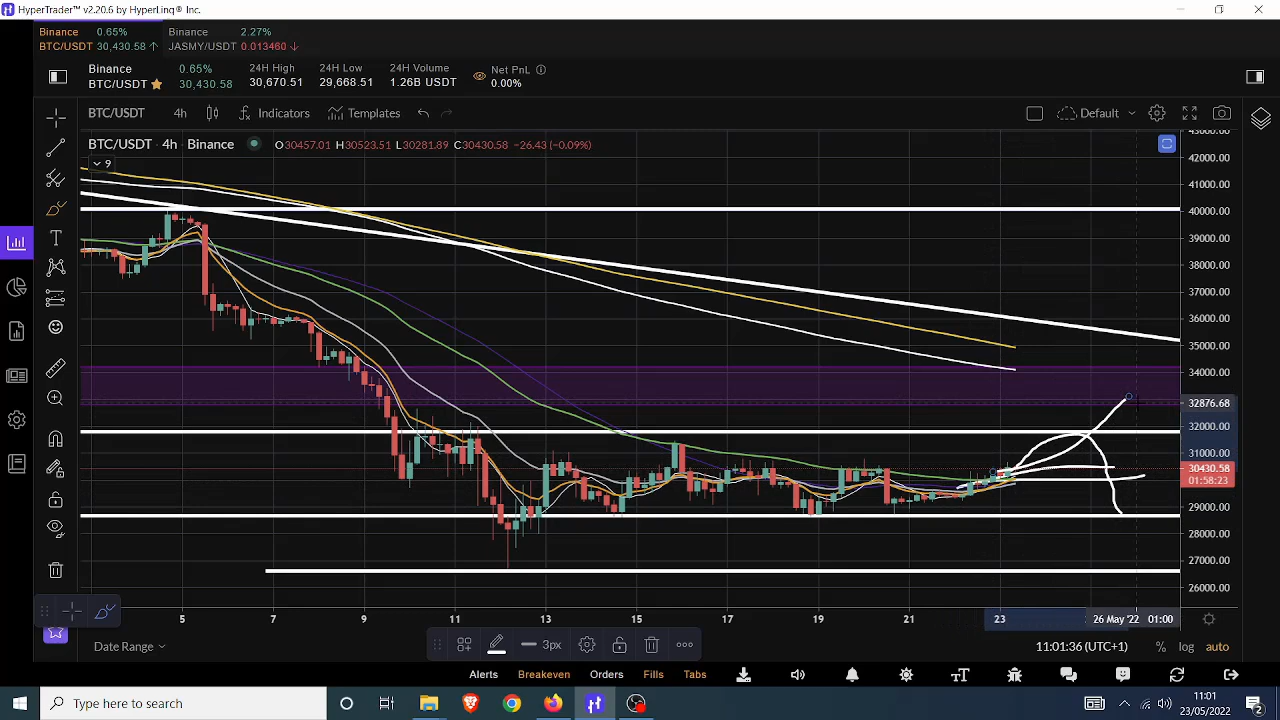 HyperTrader™ v2.20.6 by Hyperlinq® Inc.
Binance 0.65% Binance 2.27%
BTC/USDT 30,430.58 ↑ JASMY/USDT 0.013460 ↓
Binance 0.65% 24H High 24H Low 24H Volume Net PnL
BTC/USDT 30,430.58 30,670.51 29,668.51 1.26B USDT 0.00%
BTC/USDT 4h Indicators Templates Default
BTC/USDT · 4h · Binance O30457.01 H30523.51 L30281.89 C30430.58 −26.43 (−0.09%)
9
43000.00
42000.00
41000.00
40000.00
39000.00
38000.00
37000.00
36000.00
35000.00
34000.00
32876.68
32000.00
31000.00
30430.58
01:58:23
29000.00
28000.00
27000.00
26000.00
5 7 9 11 13 15 17 19 21 23 26 May '22 01:00
Date Range 3px 11:01:36 (UTC+1) % log auto
Alerts Breakeven Orders Fills Tabs
Type here to search
11:01
23/05/2022
2